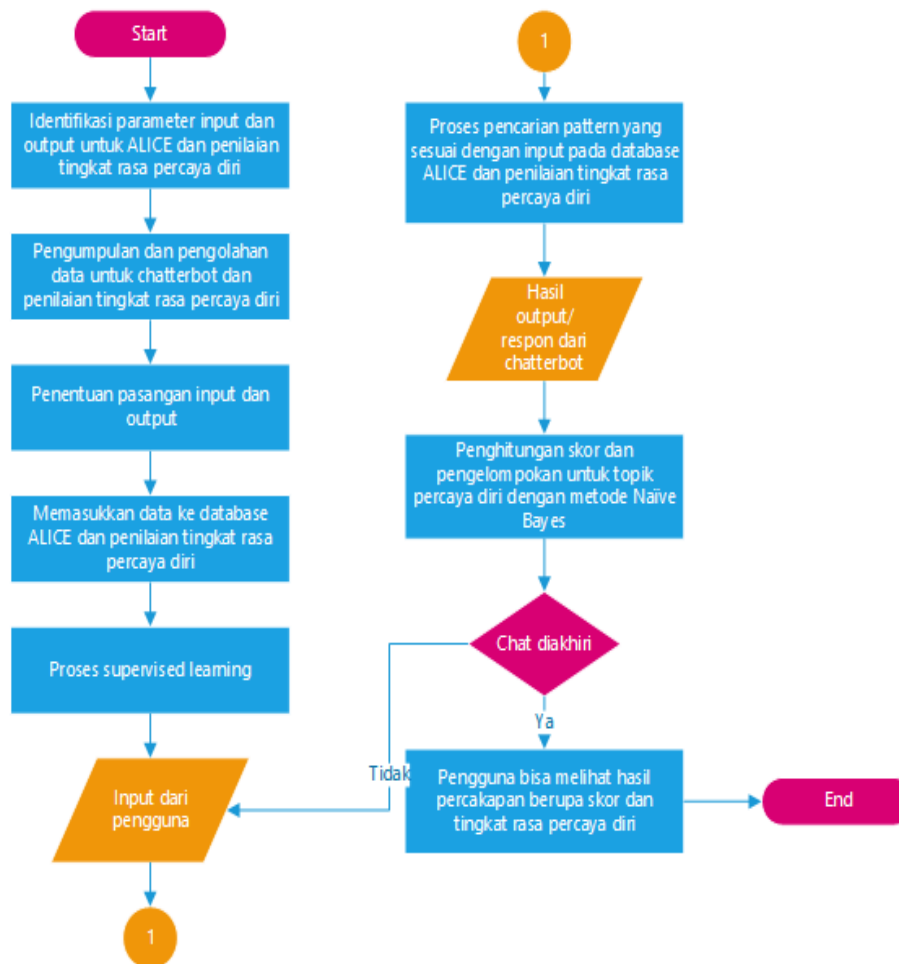 Start
Identifikasi parameter input dan
output untuk ALICE dan penilaian
tingkat rasa percaya diri
Pengumpulan dan pengolahan
data untuk chatterbot dan
penilaian tingkat rasa percaya diri
Penentuan pasangan input dan
output
Memasukkan data ke database
ALICE dan penilaian tingkat rasa
percaya diri
Proses supervised learning
Input dari
pengguna
1
1
Proses pencarian pattern yang
sesuai dengan input pada database
ALICE dan penilaian tingkat rasa
percaya diri
Hasil
output/
respon dari
chatterbot
Penghitungan skor dan
pengelompokan untuk topik
percaya diri dengan metode Naïve
Bayes
Chat diakhiri
Ya
Tidak
Pengguna bisa melihat hasil
percakapan berupa skor dan
tingkat rasa percaya diri
End